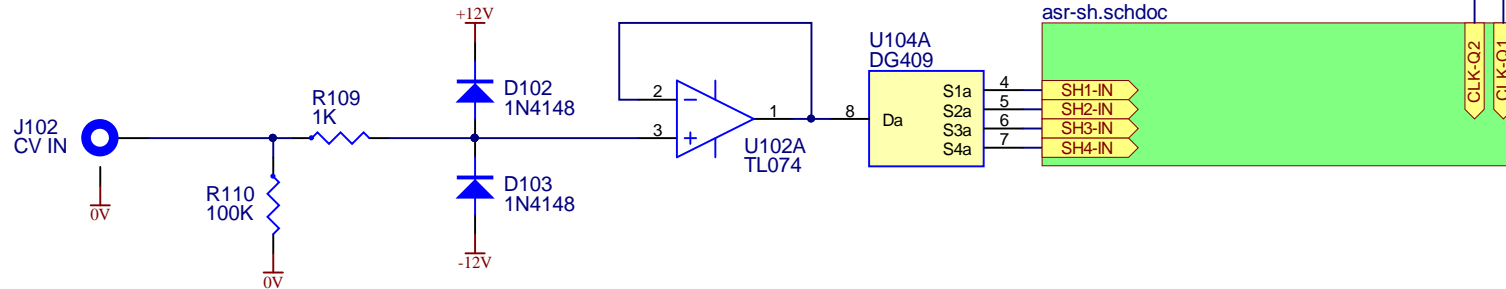 asr-sh.schdoc
+12V
U104A
DG409
D102
1N4148
R109
1K
J102
CV IN
0V
R110
100K
0V
D103
1N4148
-12V
2
3
1
U102A
TL074
8
Da
S1a
S2a
S3a
S4a
4
5
6
7
SH1-IN
SH2-IN
SH3-IN
SH4-IN
CLK-Q2
CLK-Q1